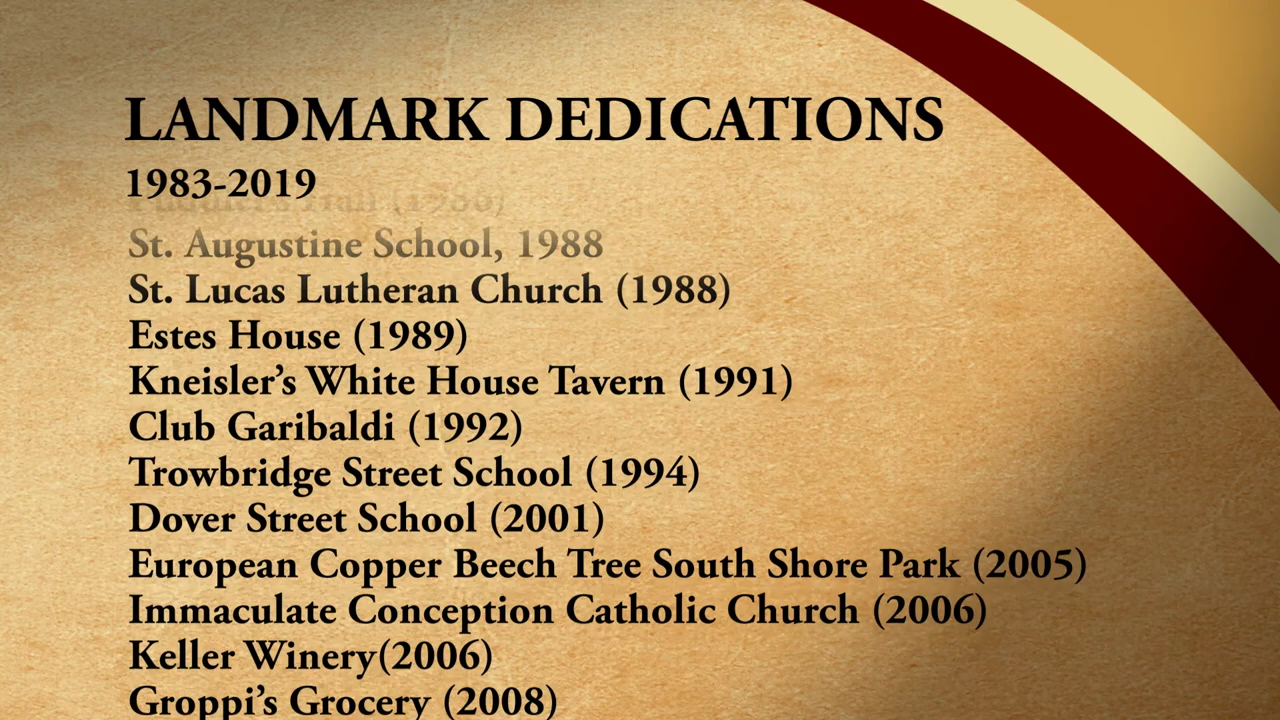 LANDMARK DEDICATIONS
1983-2019
Hall (1986)
St. Augustine School, 1988
St. Lucas Lutheran Church (1988)
Estes House (1989)
Kneisler’s White House Tavern (1991)
Club Garibaldi (1992)
Trowbridge Street School (1994)
Dover Street School (2001)
European Copper Beech Tree South Shore Park (2005)
Immaculate Conception Catholic Church (2006)
Keller Winery(2006)
Groppi’s Grocery (2008)